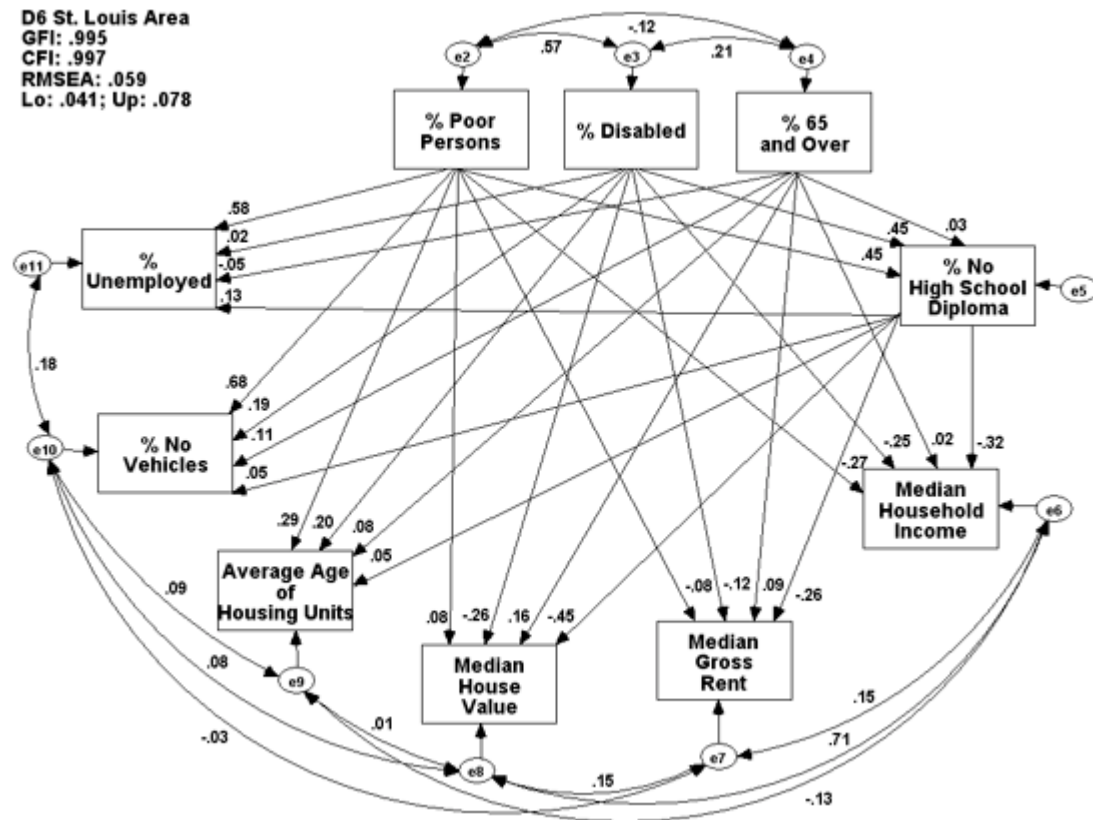 D6 St. Louis Area
GFI: .995
CFI: .997
RMSEA: .059
Lo: .041; Up: .078
-.12
.57
.21
e2
e3
e4
% Poor
Persons
% Disabled
% 65
and Over
.58
.02
-.05
.13
e11
%
Unemployed
.45
.03
.45
% No
High School
Diploma
e5
.18
.68
.19
.11
.05
e10
% No
Vehicles
-.25
.02
-.32
-.27
Median
Household
Income
e6
.29
.20
.08
.05
Average Age
of
Housing Units
.08
-.26
.16
-.45
Median
House
Value
-.08
-.12
.09
-.26
Median
Gross
Rent
.09
.08
-.03
e9
.01
e8
.15
e7
.15
.71
-.13